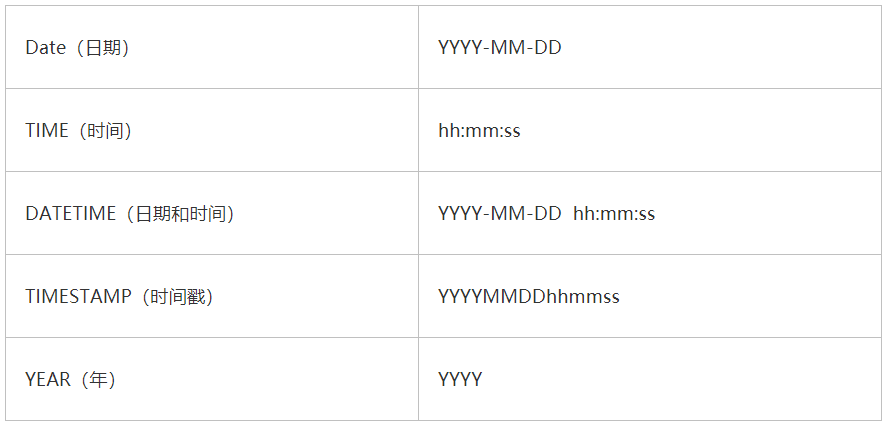 Date（日期） YYYY-MM-DD
TIME（时间） hh:mm:ss
DATETIME（日期和时间） YYYY-MM-DD  hh:mm:ss
TIMESTAMP（时间戳） YYYYMMDDhhmmss
YEAR（年） YYYY